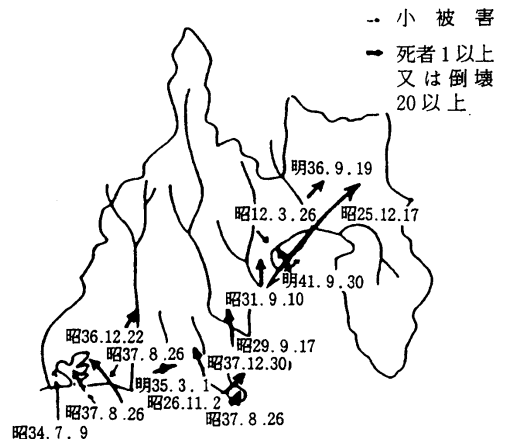 小被害
死者1以上
又は倒壊
20以上
明36.9.19
昭12.3.26
昭25.12.17
明41.9.30
昭31.9.10
昭36.12.22
昭29.9.17
昭37.8.26
昭37.12.30
明35.3.1
昭26.11.2
昭37.8.26
昭37.8.26
昭34.7.9